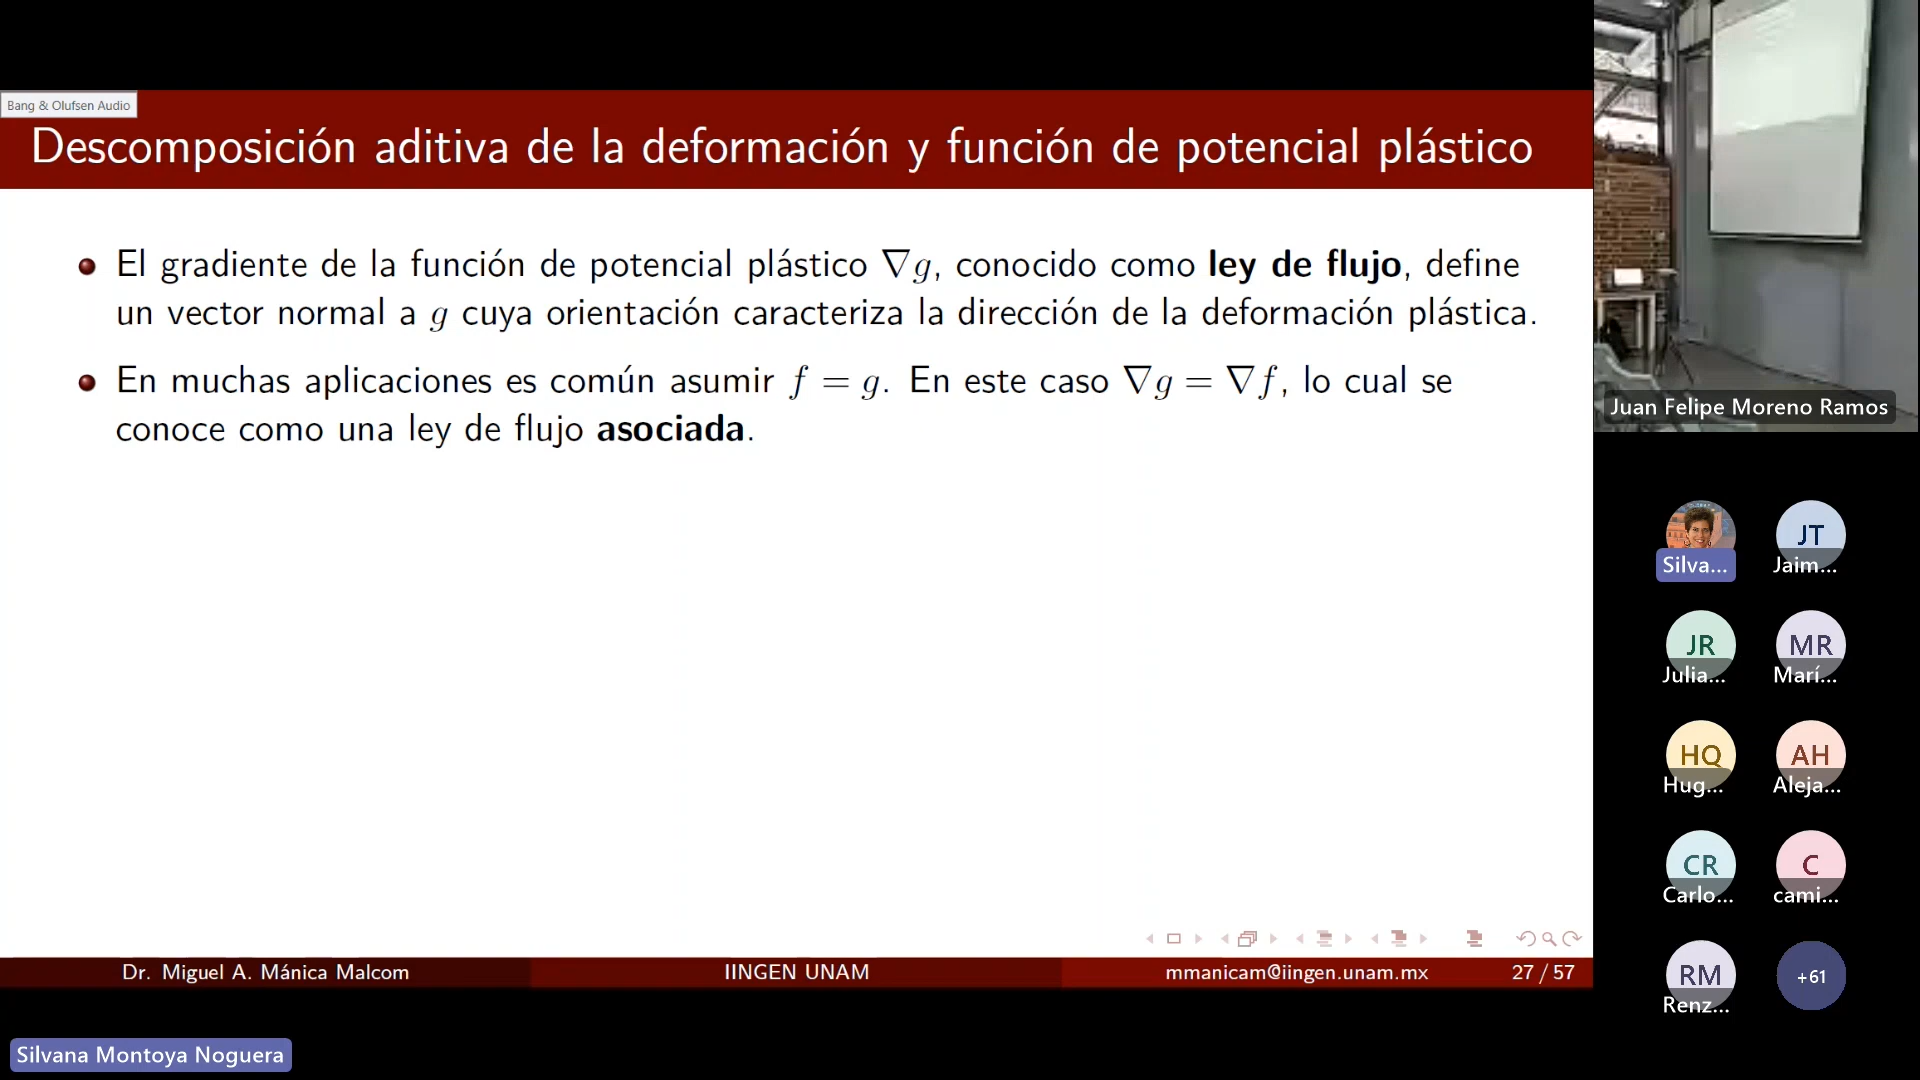 Bang & Olufsen Audio
Descomposición aditiva de la deformación y función de potencial plástico
El gradiente de la función de potencial plástico ∇g, conocido como ley de flujo, define
un vector normal a g cuya orientación caracteriza la dirección de la deformación plástica.
En muchas aplicaciones es común asumir f = g. En este caso ∇g = ∇f, lo cual se
conoce como una ley de flujo asociada.
Dr. Miguel A. Mánica Malcom
IINGEN UNAM
mmanicam@iingen.unam.mx
27 / 57
Silvana Montoya Noguera
Juan Felipe Moreno Ramos
Silva...
JT
Jaim...
JR
Julia...
MR
Marí...
HQ
Hug...
AH
Aleja...
CR
Carlo...
C
cami...
RM
Renz...
+61